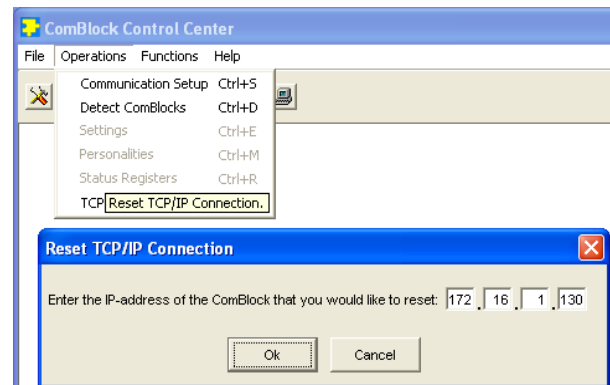 ComBlock Control Center
File Operations Functions Help
Communication Setup Ctrl+S
Detect ComBlocks Ctrl+D
Settings Ctrl+E
Personalities Ctrl+M
Status Registers Ctrl+R
TCP Reset TCP/IP Connection.
Reset TCP/IP Connection
Enter the IP-address of the ComBlock that you would like to reset: 172 . 16 . 1 . 130
Ok Cancel